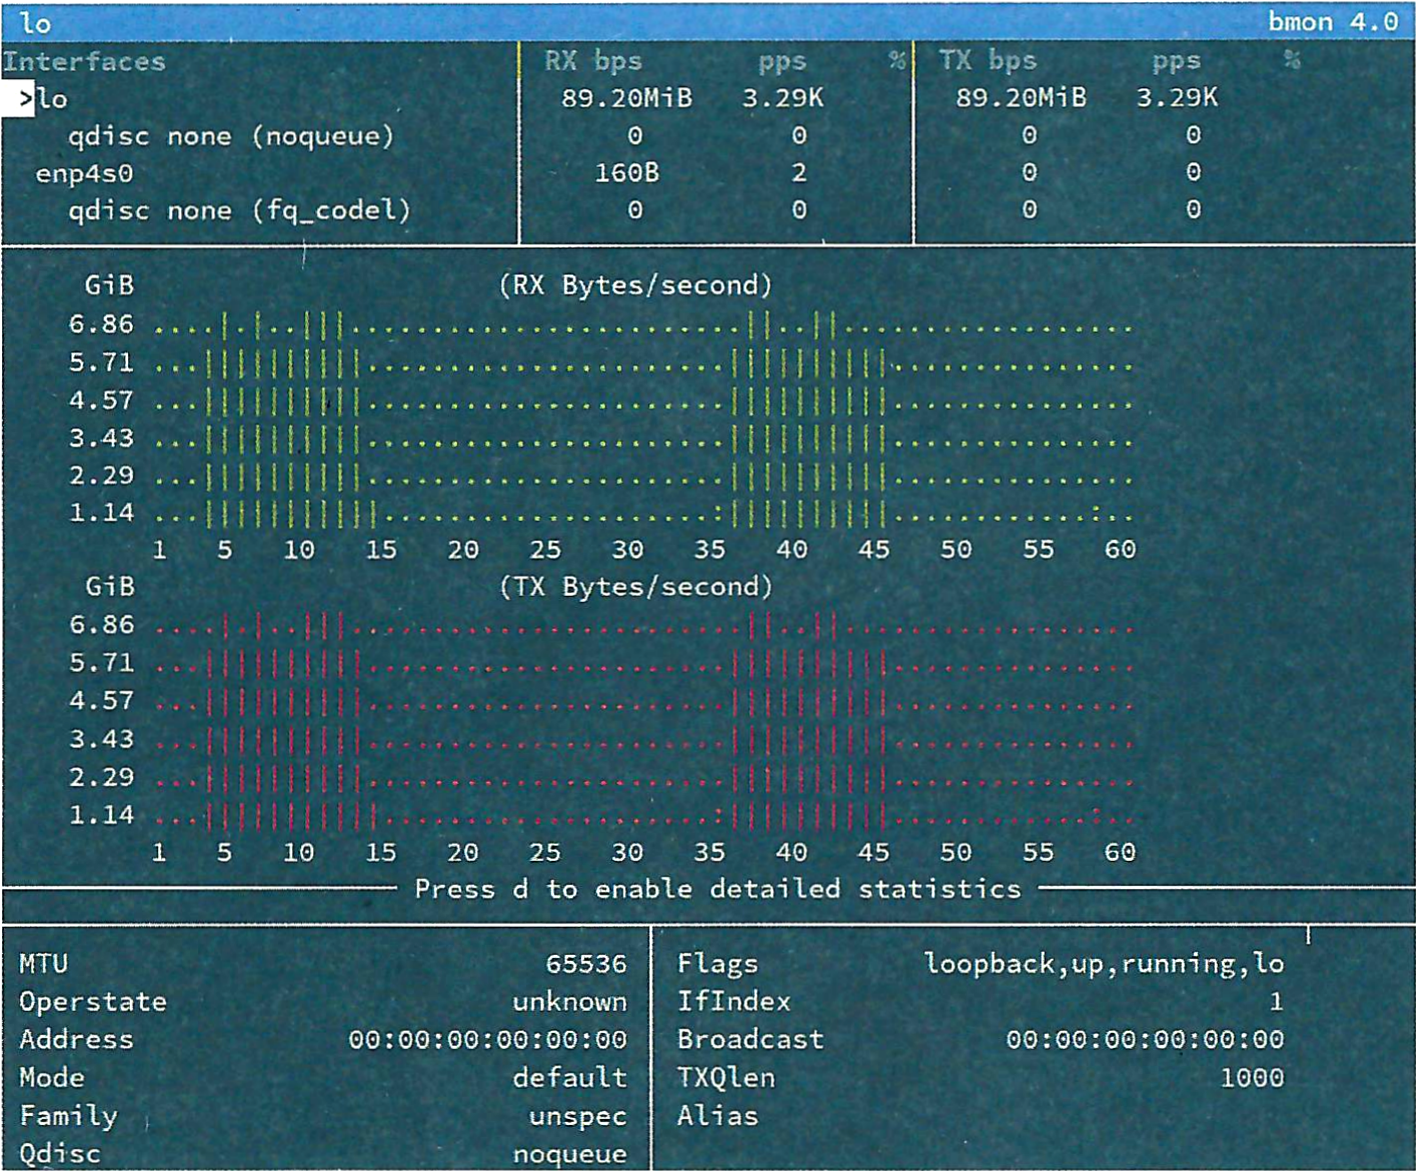 lo bmon 4.0
Interfaces RX bps pps % TX bps pps %
>lo 89.20MiB 3.29K 89.20MiB 3.29K
qdisc none (noqueue) 0 0 0 0
enp4s0 160B 2 0 0
qdisc none (fq_codel) 0 0 0 0
GiB (RX Bytes/second)
6.86
5.71
4.57
3.43
2.29
1.14
1 5 10 15 20 25 30 35 40 45 50 55 60
GiB (TX Bytes/second)
6.86
5.71
4.57
3.43
2.29
1.14
1 5 10 15 20 25 30 35 40 45 50 55 60
Press d to enable detailed statistics
MTU 65536 Flags loopback,up,running,lo
Operstate unknown IfIndex 1
Address 00:00:00:00:00:00 Broadcast 00:00:00:00:00:00
Mode default TXQlen 1000
Family unspec Alias
Qdisc noqueue